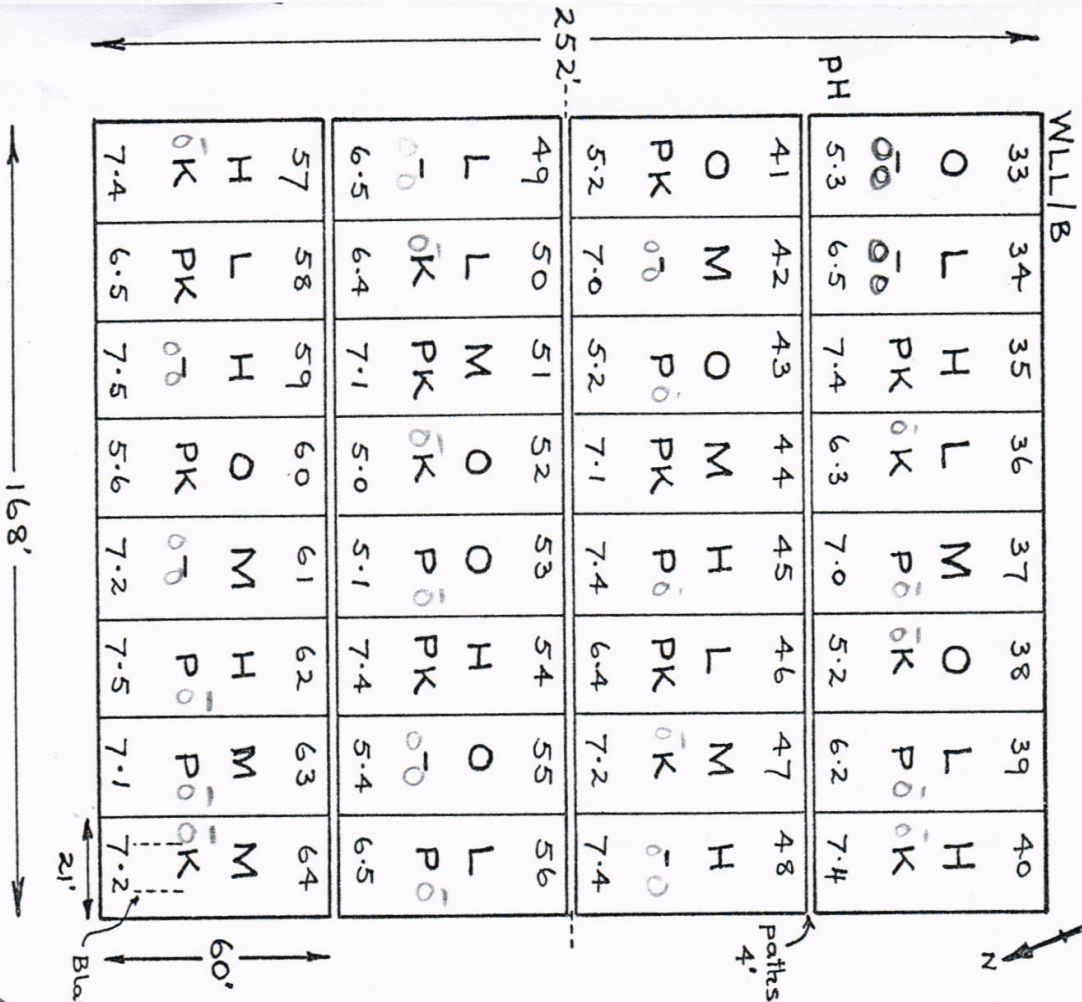 WLL/B
33 34 35 36 37 38 39 40
O L H L M O L H
ōō ōō PK ōK Pō ōK Pō ōK
pH 5.3 6.5 7.4 6.3 7.0 5.2 6.2 7.4
41 42 43 44 45 46 47 48
O M O M H L M H
PK ōō Pō PK Pō PK ōK ōō
5.2 7.0 5.2 7.1 7.4 6.4 7.2 7.4
49 50 51 52 53 54 55 56
L L M O O H O L
ōō ōK PK ōK Pō PK ōō Pō
6.5 6.4 7.1 5.0 5.1 7.4 5.4 6.5
57 58 59 60 61 62 63 64
H L H O M H M M
ōK PK ōō PK ōō Pō Pō ōK
7.4 6.5 7.5 5.6 7.2 7.5 7.1 7.2
252'
168'
21'
60'
paths
4'
N
Bla